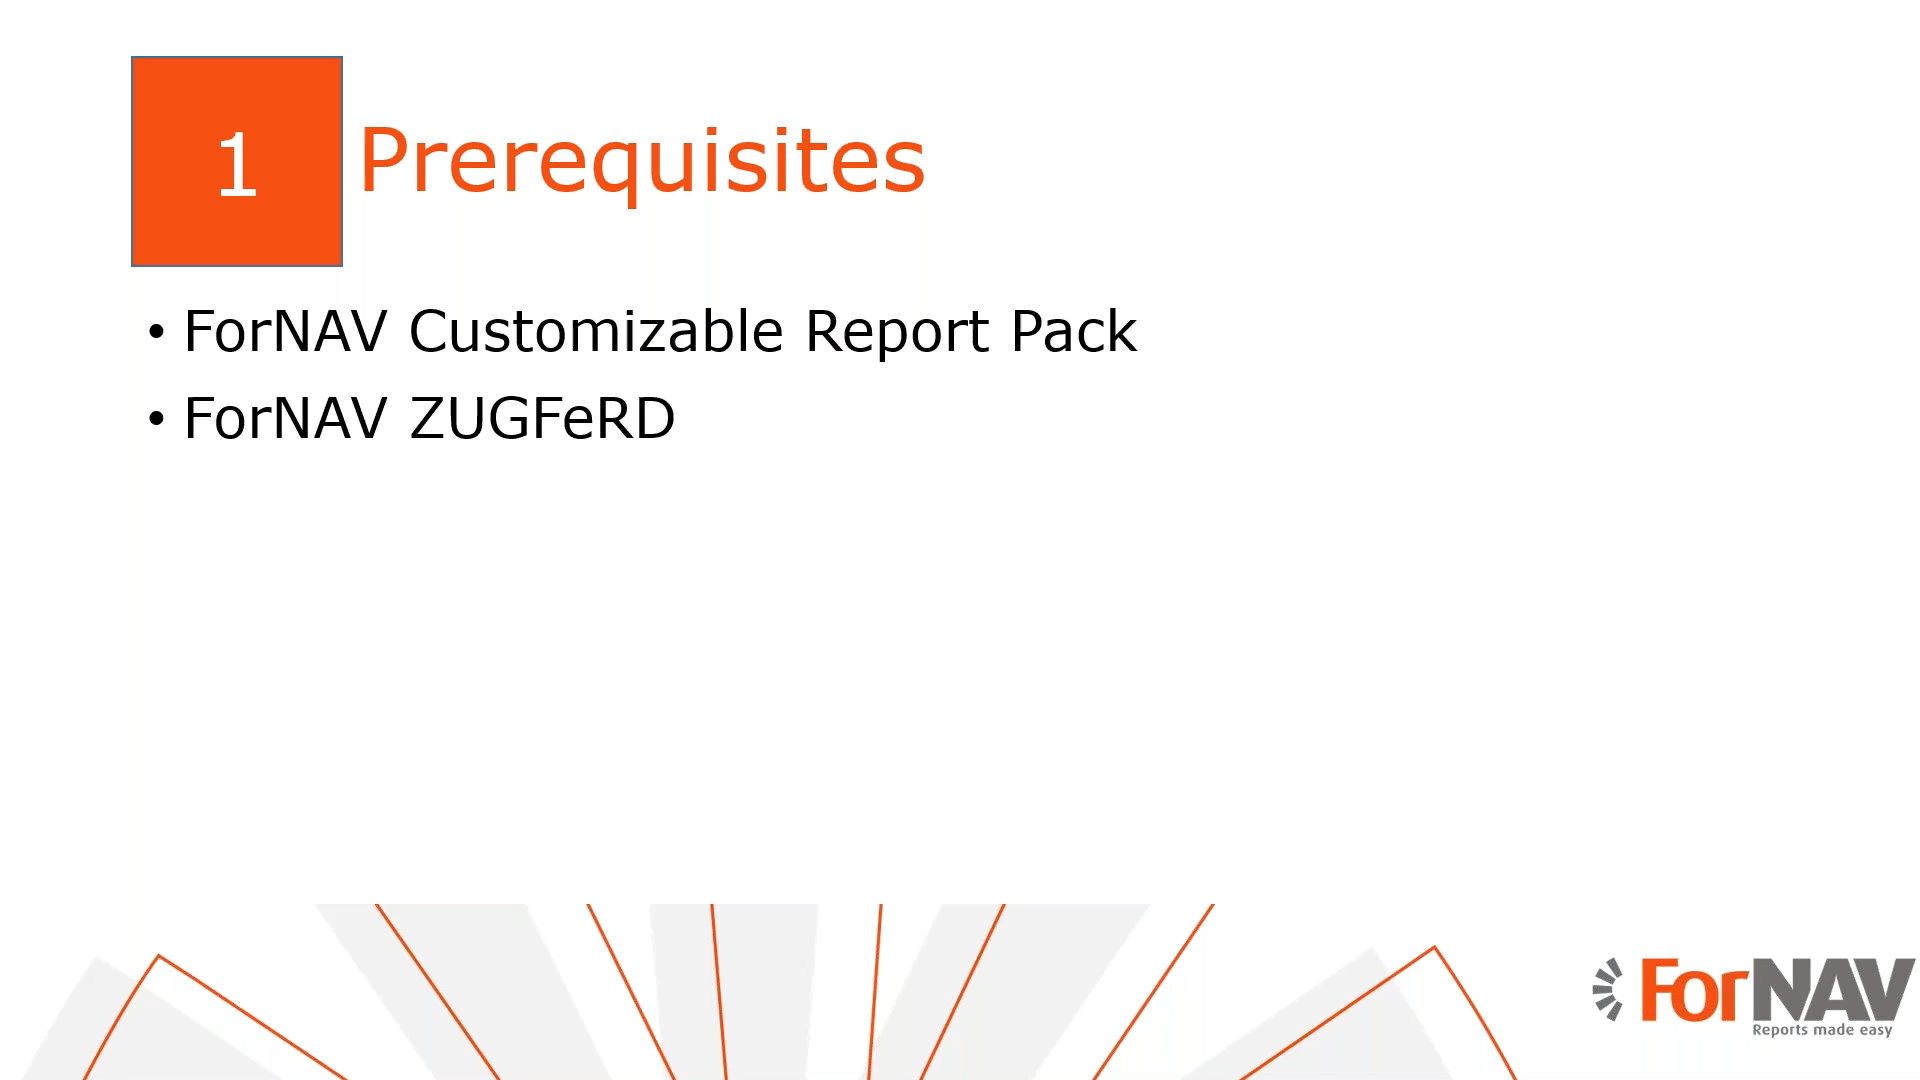 1
Prerequisites
• ForNAV Customizable Report Pack
• ForNAV ZUGFeRD
ForNAV
Reports made easy